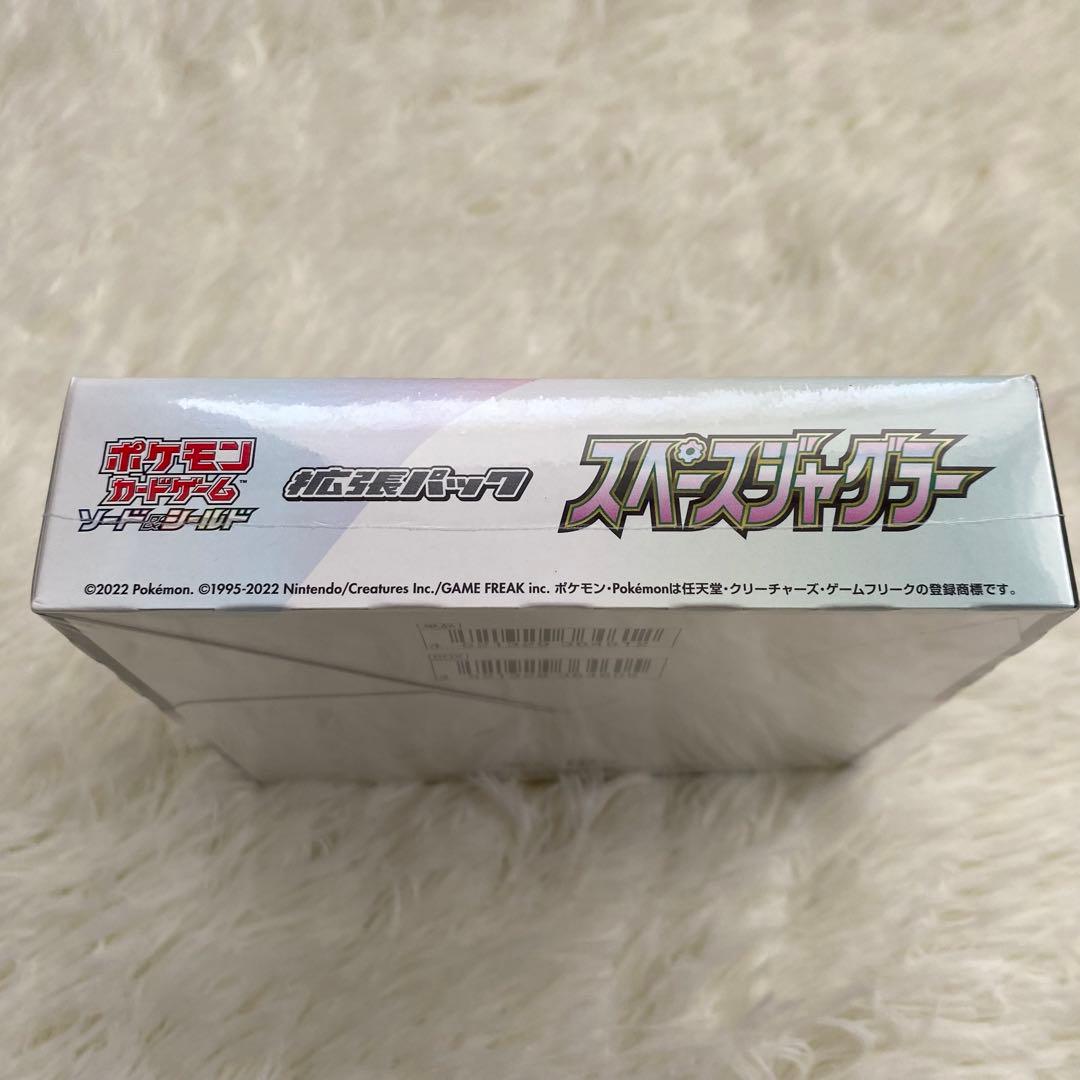 ポケモン
カードゲーム™
ソード&シールド
拡張パック
スペースジャグラー
©2022 Pokémon. ©1995-2022 Nintendo/Creatures Inc./GAME FREAK inc. ポケモン・Pokémonは任天堂・クリーチャーズ・ゲームフリークの登録商標です。